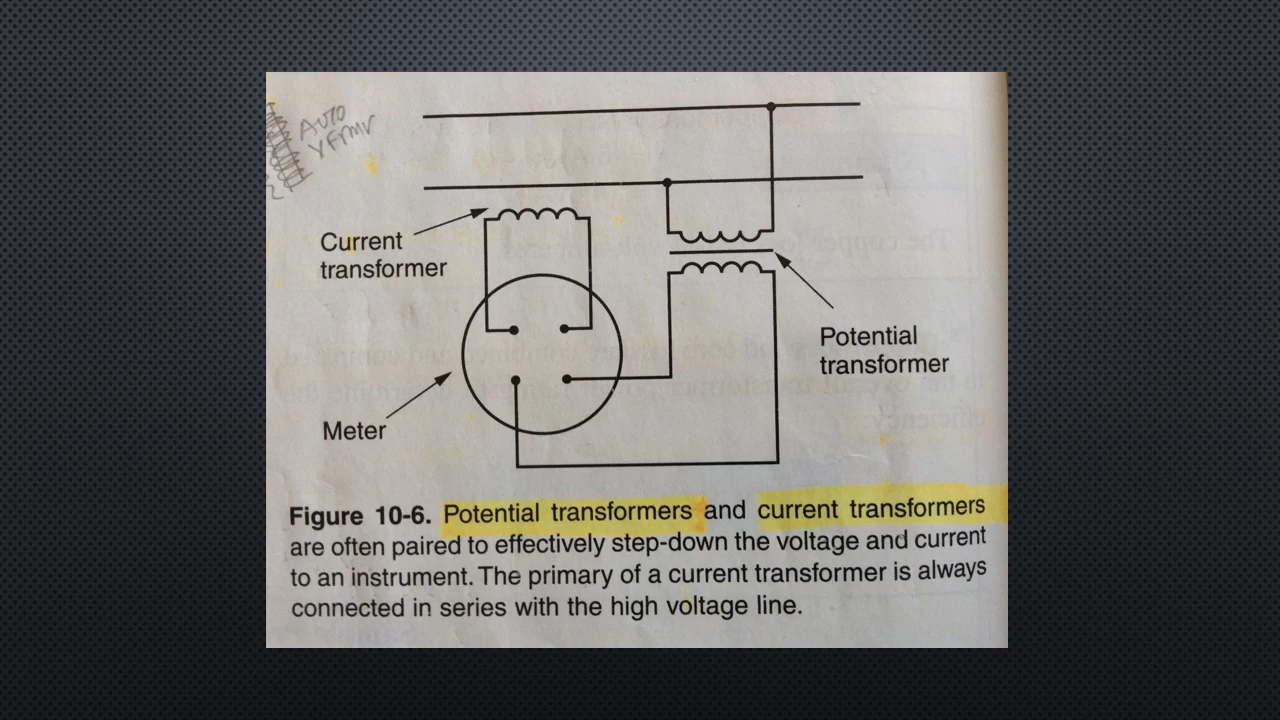 AUTO
XFMR
Current
transformer
Potential
transformer
Meter
Figure 10-6. Potential transformers and current transformers
are often paired to effectively step-down the voltage and current
to an instrument. The primary of a current transformer is always
connected in series with the high voltage line.